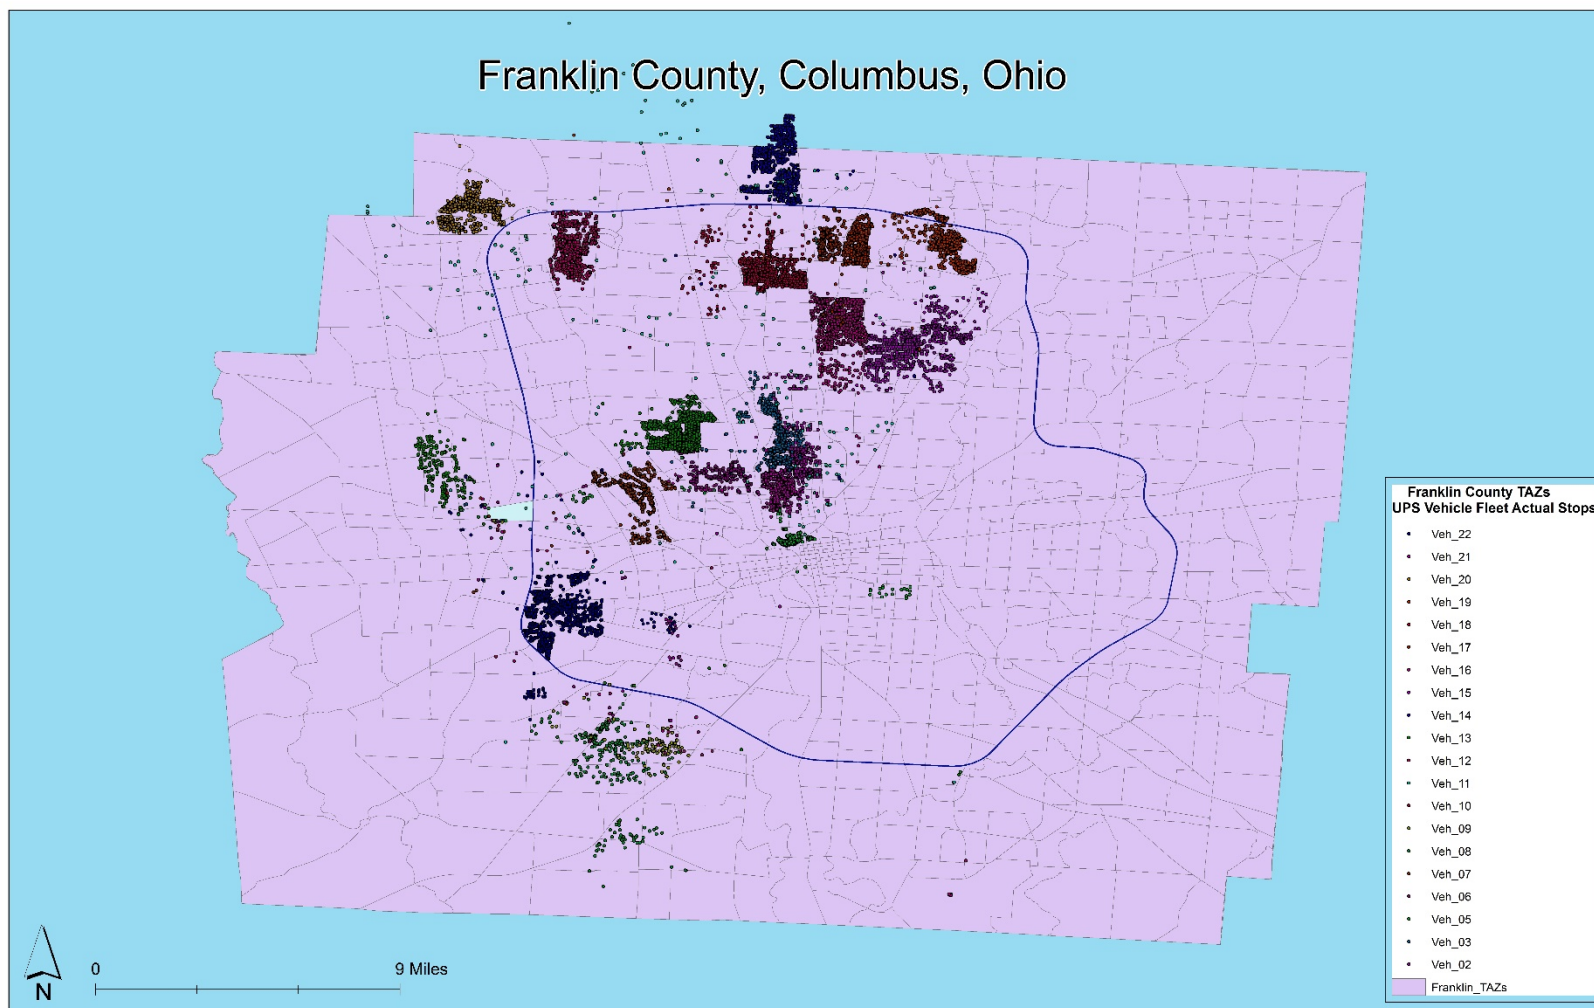 Franklin County, Columbus, Ohio
Franklin County TAZs
UPS Vehicle Fleet Actual Stops
Veh_22
Veh_21
Veh_20
Veh_19
Veh_18
Veh_17
Veh_16
Veh_15
Veh_14
Veh_13
Veh_12
Veh_11
Veh_10
Veh_09
Veh_08
Veh_07
Veh_06
Veh_05
Veh_03
Veh_02
Franklin_TAZs
0 9 Miles
N